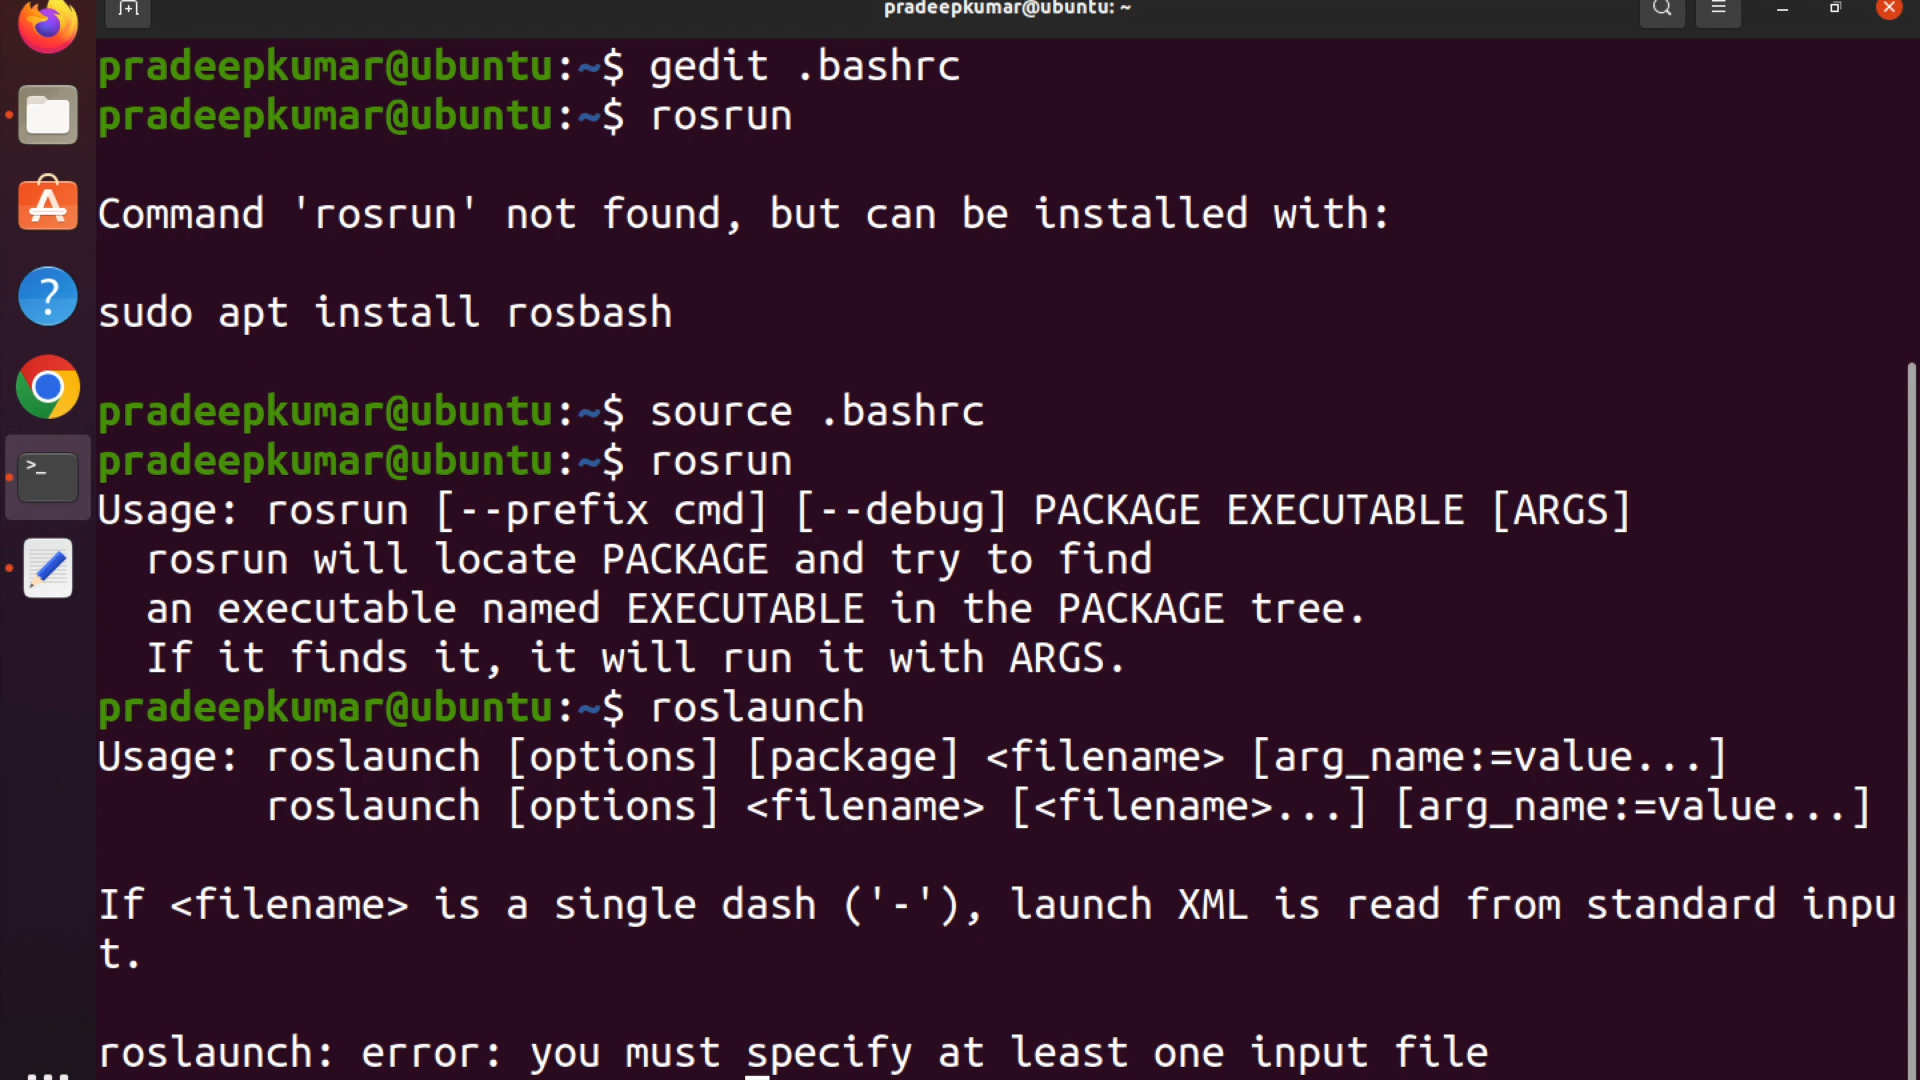 pradeepkumar@ubuntu: ~
pradeepkumar@ubuntu:~$ gedit .bashrc
pradeepkumar@ubuntu:~$ rosrun
Command 'rosrun' not found, but can be installed with:
sudo apt install rosbash
pradeepkumar@ubuntu:~$ source .bashrc
pradeepkumar@ubuntu:~$ rosrun
Usage: rosrun [--prefix cmd] [--debug] PACKAGE EXECUTABLE [ARGS]
  rosrun will locate PACKAGE and try to find
  an executable named EXECUTABLE in the PACKAGE tree.
  If it finds it, it will run it with ARGS.
pradeepkumar@ubuntu:~$ roslaunch
Usage: roslaunch [options] [package] <filename> [arg_name:=value...]
       roslaunch [options] <filename> [<filename>...] [arg_name:=value...]
If <filename> is a single dash ('-'), launch XML is read from standard inpu
t.
roslaunch: error: you must specify at least one input file